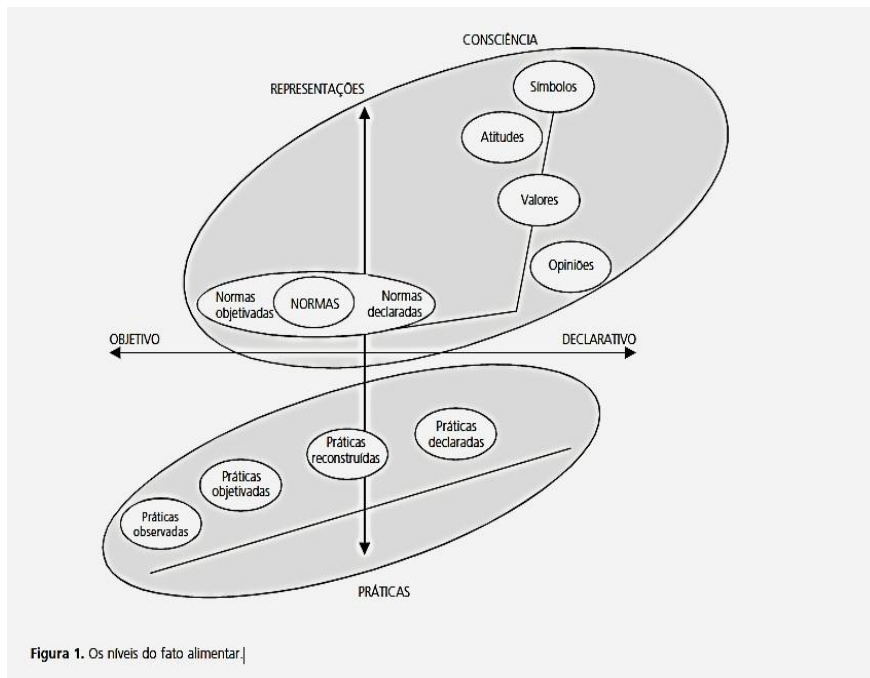 CONSCIÊNCIA
REPRESENTAÇÕES
Símbolos
Atitudes
Valores
Opiniões
Normas
objetivadas
NORMAS
Normas
declaradas
OBJETIVO
DECLARATIVO
Práticas
declaradas
Práticas
reconstruídas
Práticas
objetivadas
Práticas
observadas
PRÁTICAS
Figura 1. Os níveis do fato alimentar.